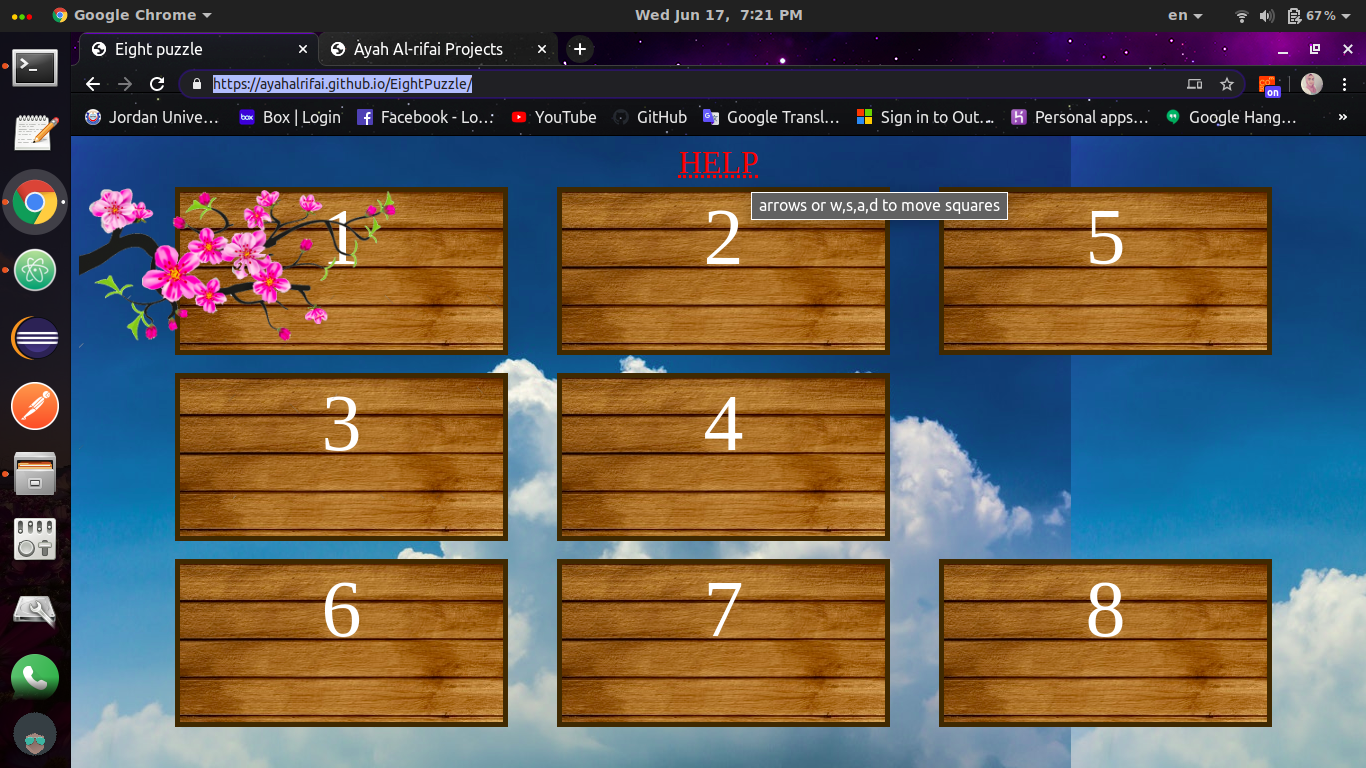 Google Chrome Wed Jun 17, 7:21 PM en 67%
Eight puzzle Ayah Al-rifai Projects
https://ayahalrifai.github.io/EightPuzzle/ on
Jordan Unive… Box | Login Facebook - Lo… YouTube GitHub Google Transl… Sign in to Out… Personal apps… Google Hang… »
HELP
arrows or w,s,a,d to move squares
1 2 5
3 4
6 7 8